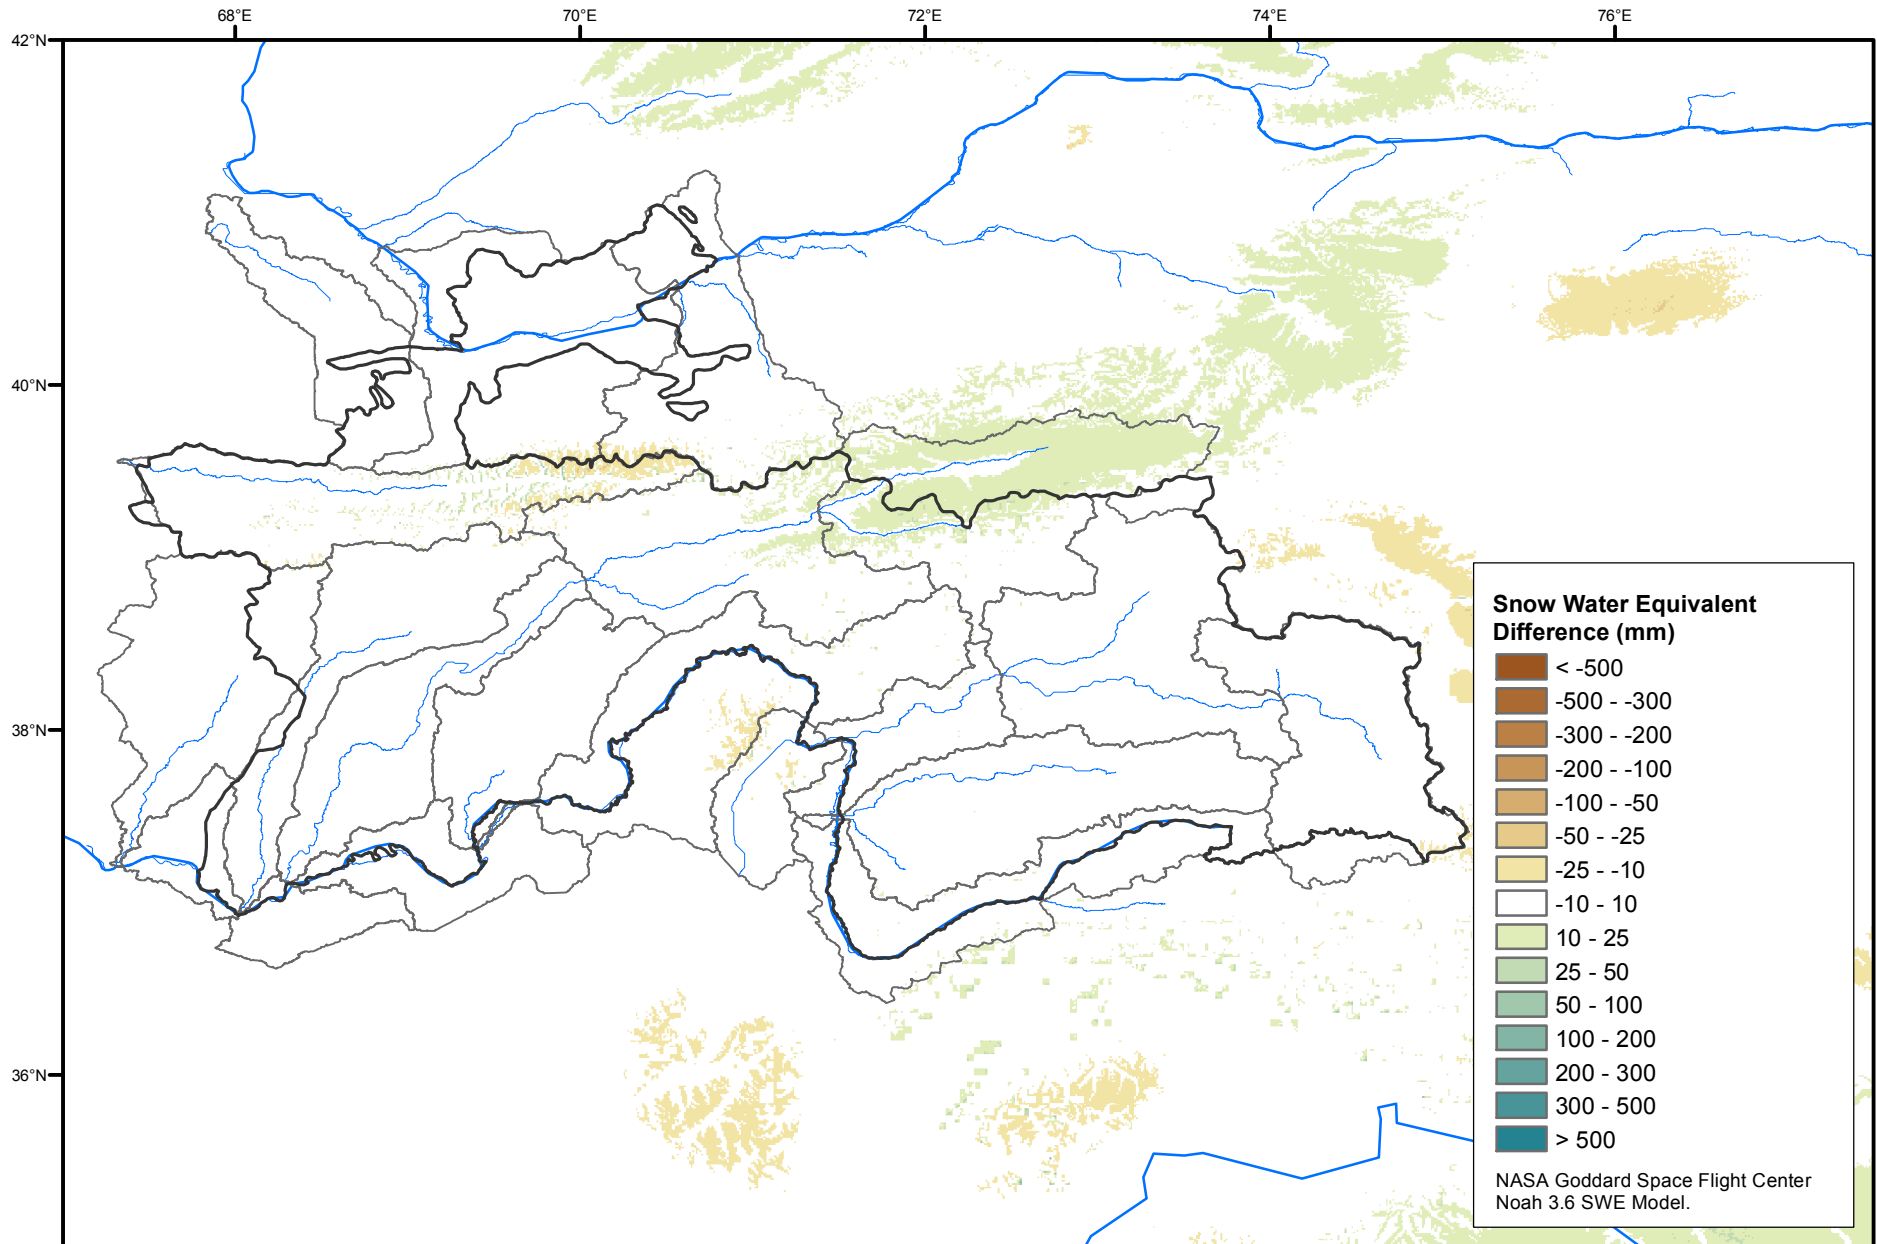 68°E
70°E
72°E
74°E
76°E
42°N
40°N
38°N
36°N
Snow Water Equivalent
Difference (mm)
< -500
-500 - -300
-300 - -200
-200 - -100
-100 - -50
-50 - -25
-25 - -10
-10 - 10
10 - 25
25 - 50
50 - 100
100 - 200
200 - 300
300 - 500
> 500
NASA Goddard Space Flight Center
Noah 3.6 SWE Model.